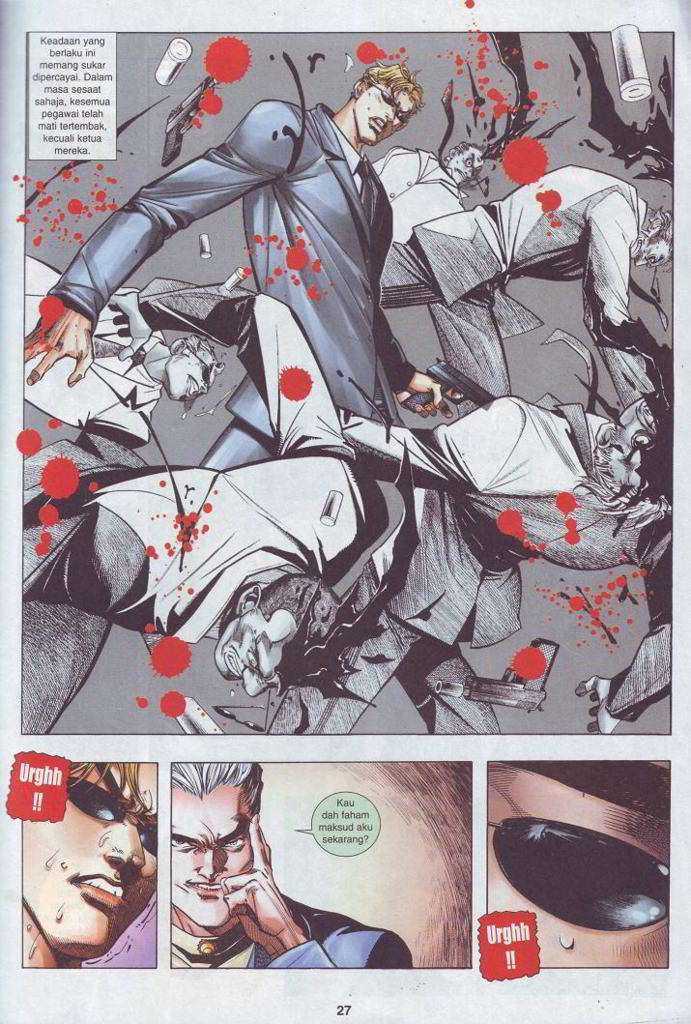 Keadaan yang
berlaku ini
memang sukar
dipercayai. Dalam
masa sesaat
sahaja, kesemua
pegawai telah
mati tertembak,
kecuali ketua
mereka.
Urghh
!!
Kau
dah faham
maksud aku
sekarang?
Urghh
!!
27